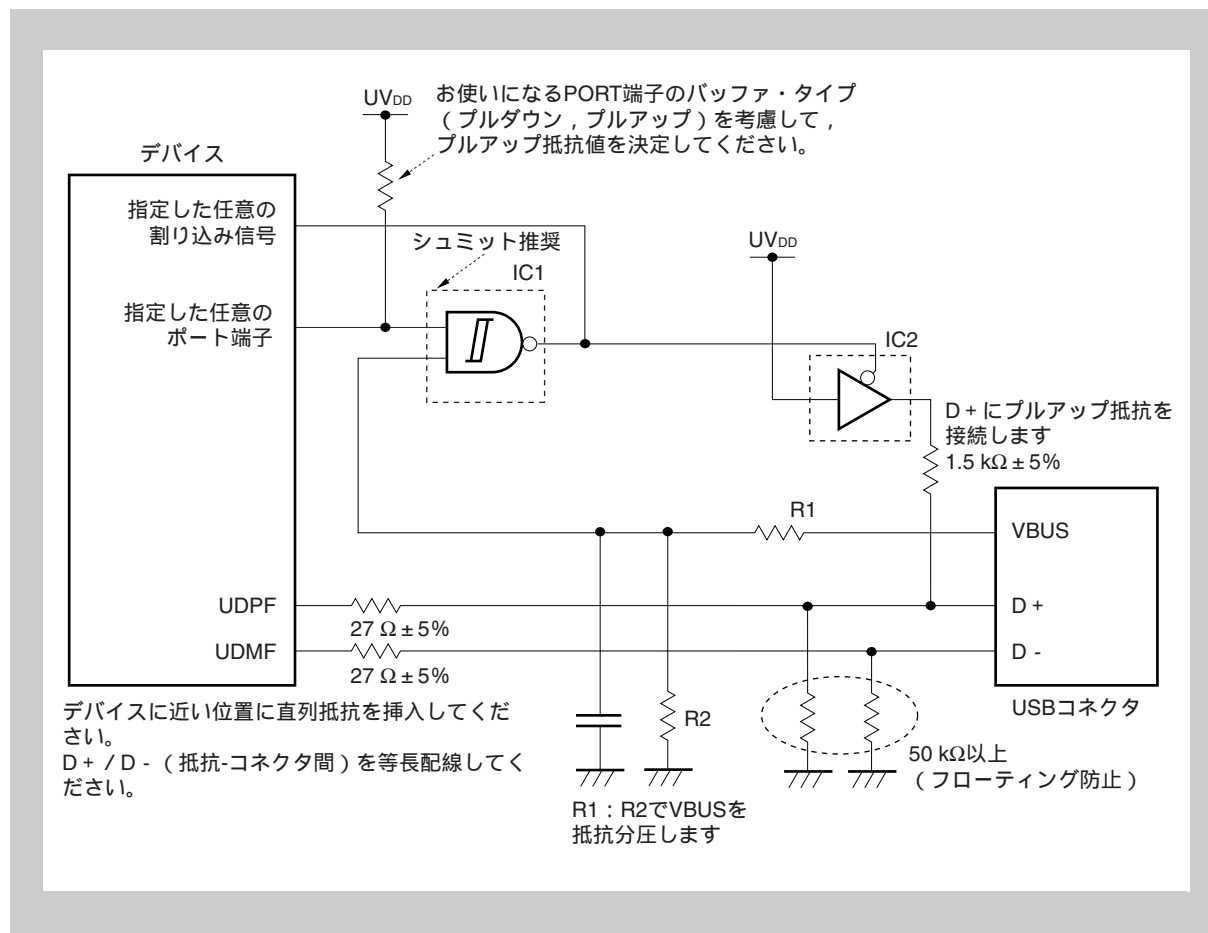 UVDD
お使いになるPORT端子のバッファ・タイプ
（プルダウン，プルアップ）を考慮して，
プルアップ抵抗値を決定してください。
デバイス
指定した任意の
割り込み信号
シュミット推奨
IC1
UVDD
指定した任意の
ポート端子
IC2
D+にプルアップ抵抗を
接続します
1.5 kΩ±5%
R1
VBUS
UDPF
27 Ω±5%
D+
UDMF
27 Ω±5%
D-
USBコネクタ
デバイスに近い位置に直列抵抗を挿入してくだ
さい。
D+/D-（抵抗-コネクタ間）を等長配線してく
ださい。
R2
50 kΩ以上
（フローティング防止）
R1：R2でVBUSを
抵抗分圧します